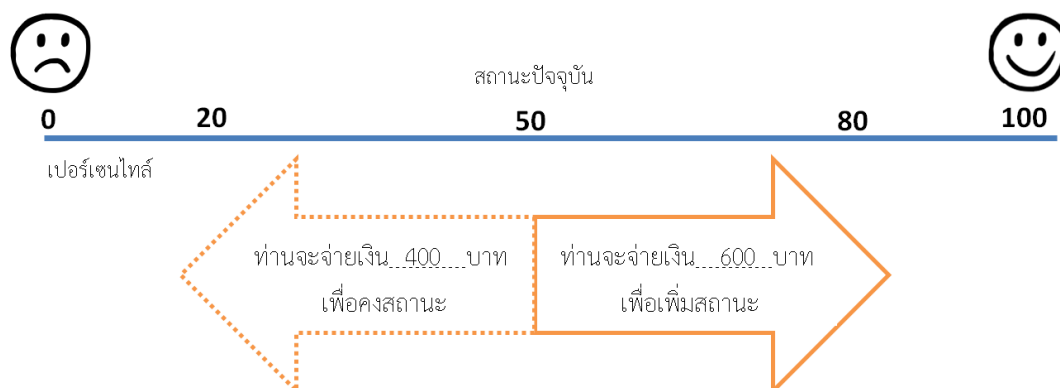 สถานะปัจจุบัน
0 20 50 80 100
เปอร์เซนไทล์
ท่านจะจ่ายเงิน 400 บาท
เพื่อคงสถานะ
ท่านจะจ่ายเงิน 600 บาท
เพื่อเพิ่มสถานะ